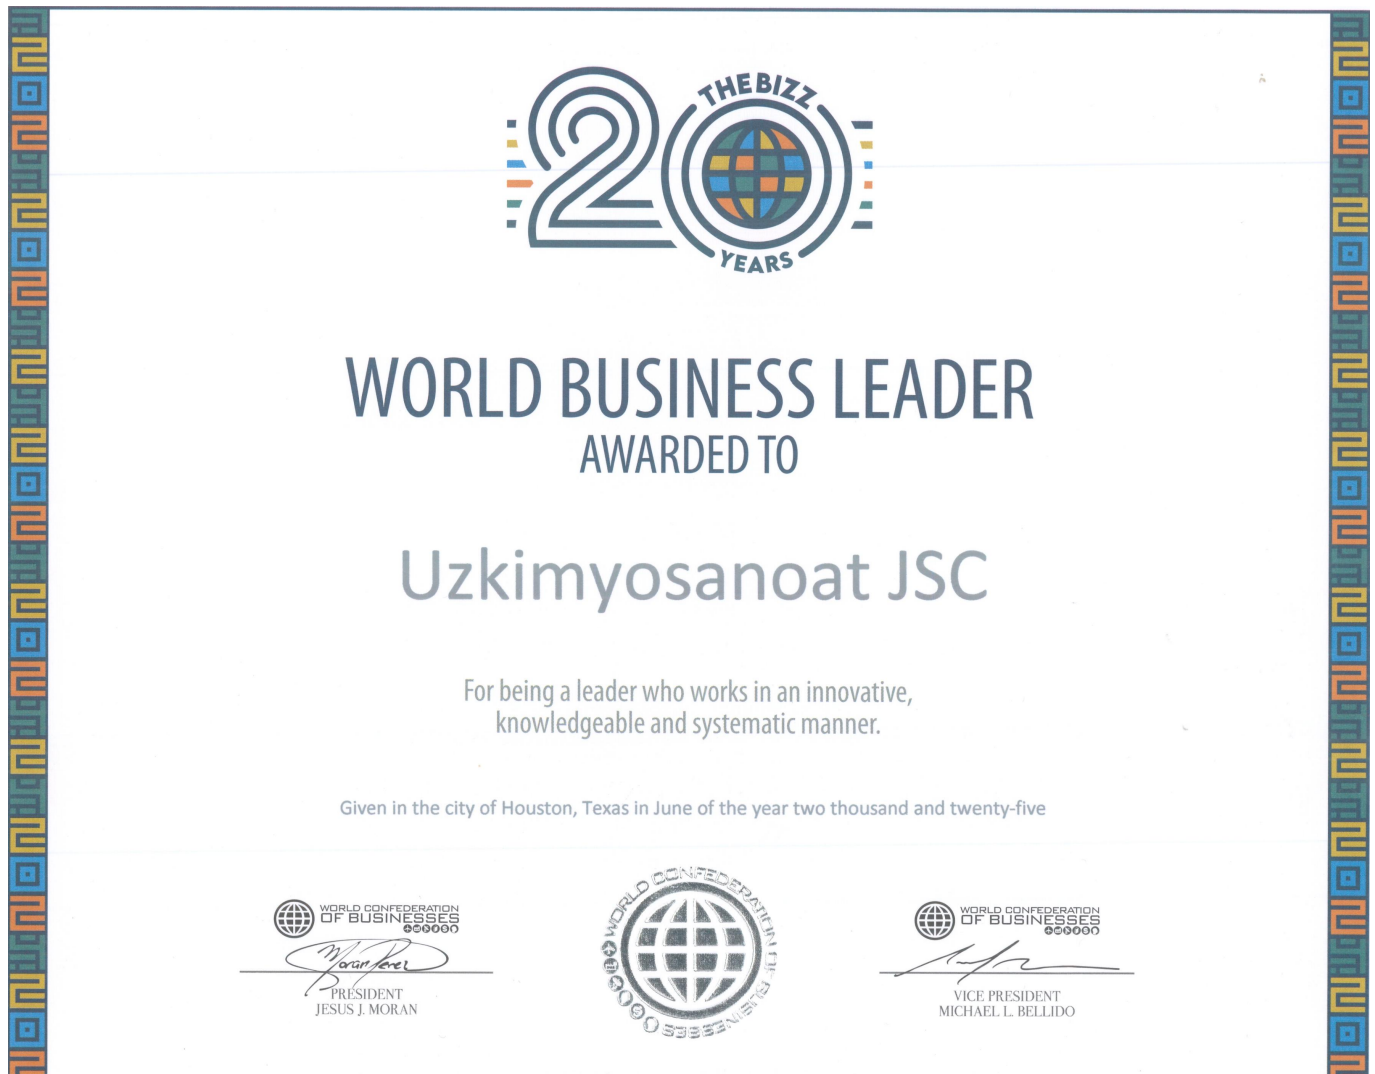 THE BIZZ
20
YEARS
WORLD BUSINESS LEADER
AWARDED TO
Uzkimyosanoat JSC
For being a leader who works in an innovative,
knowledgeable and systematic manner.
Given in the city of Houston, Texas in June of the year two thousand and twenty-five
WORLD CONFEDERATION
OF BUSINESSES
Moran Perez
PRESIDENT
JESUS J. MORAN
WORLD CONFEDERATION OF BUSINESSES
WORLD CONFEDERATION
OF BUSINESSES
VICE PRESIDENT
MICHAEL L. BELLIDO